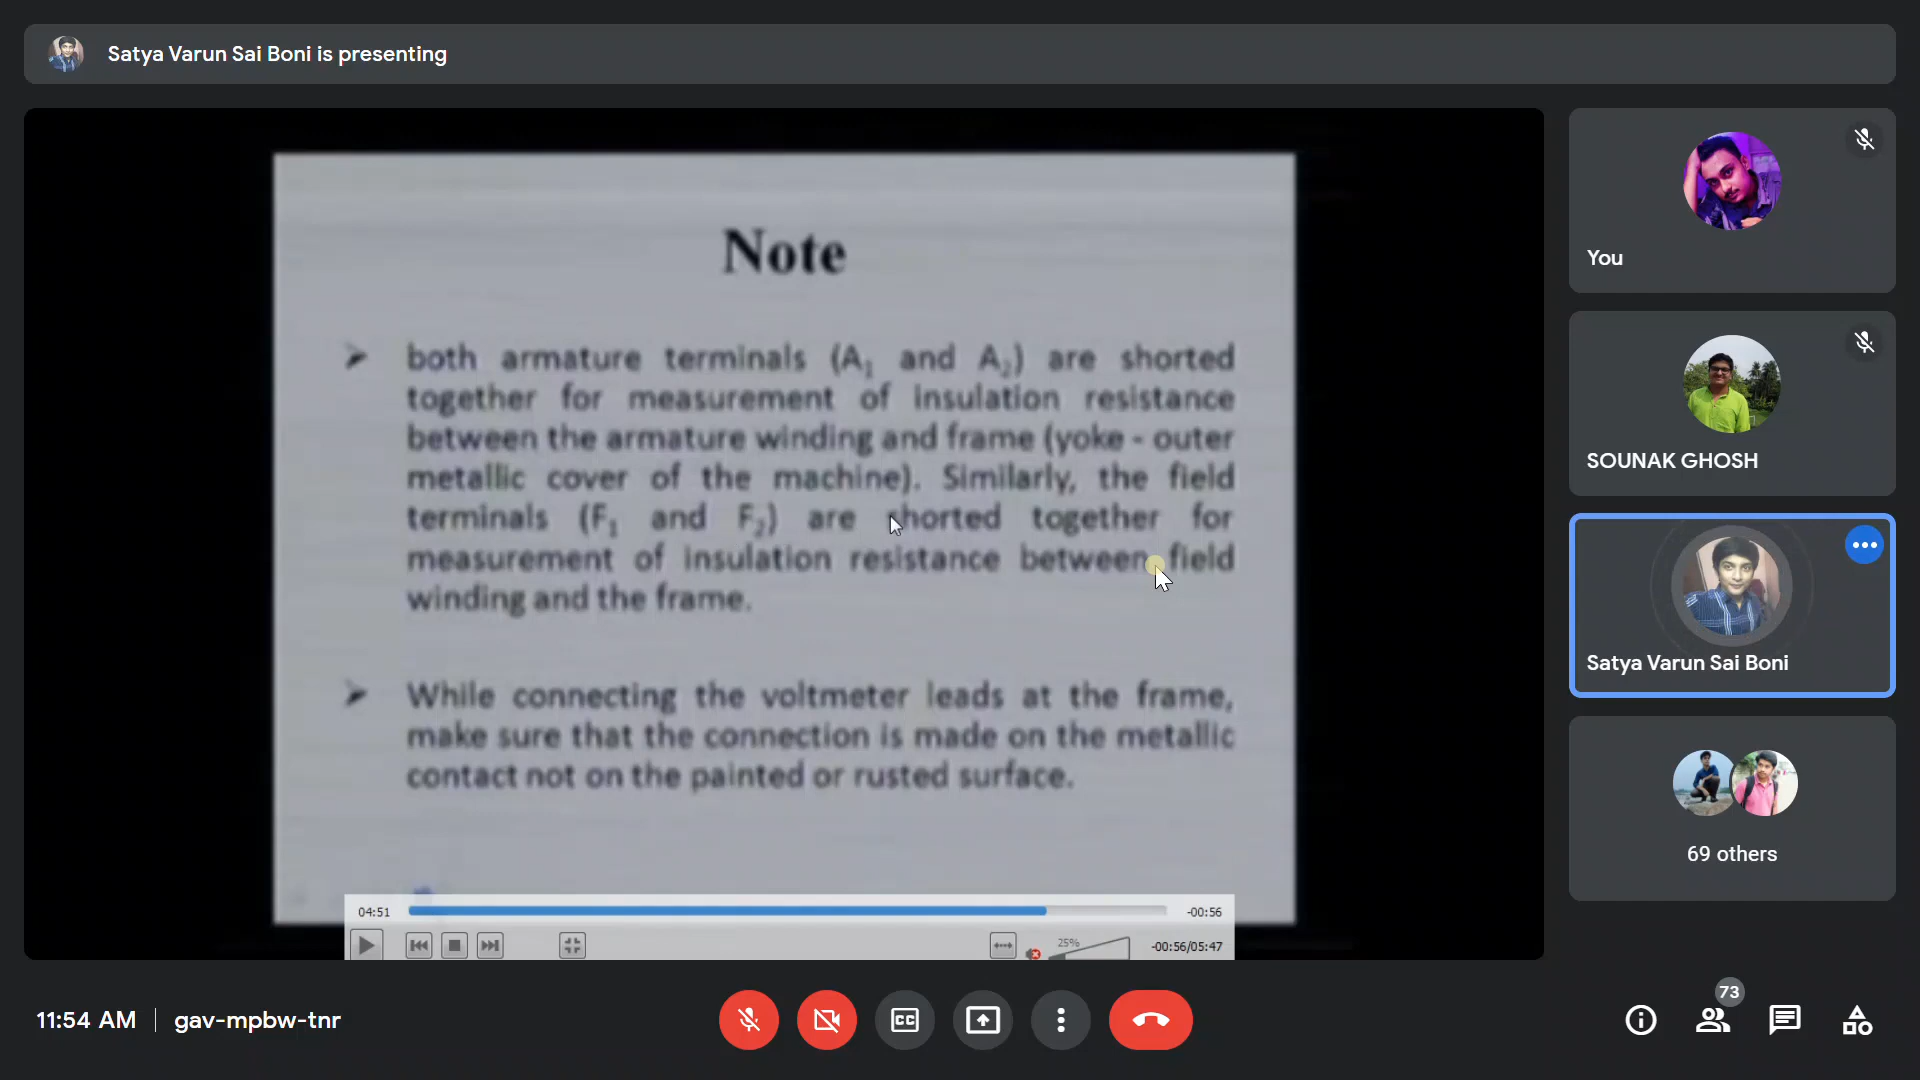 Satya Varun Sai Boni is presenting
Note
➤ both armature terminals (A₁ and A₂) are shorted
together for measurement of insulation resistance
between the armature winding and frame (yoke - outer
metallic cover of the machine). Similarly, the field
terminals (F₁ and F₂) are shorted together for
measurement of insulation resistance between field
winding and the frame.
➤ While connecting the voltmeter leads at the frame,
make sure that the connection is made on the metallic
contact not on the painted or rusted surface.
04:51
-00:56
25%
-00:56/05:47
You
SOUNAK GHOSH
Satya Varun Sai Boni
69 others
11:54 AM | gav-mpbw-tnr
CC
73